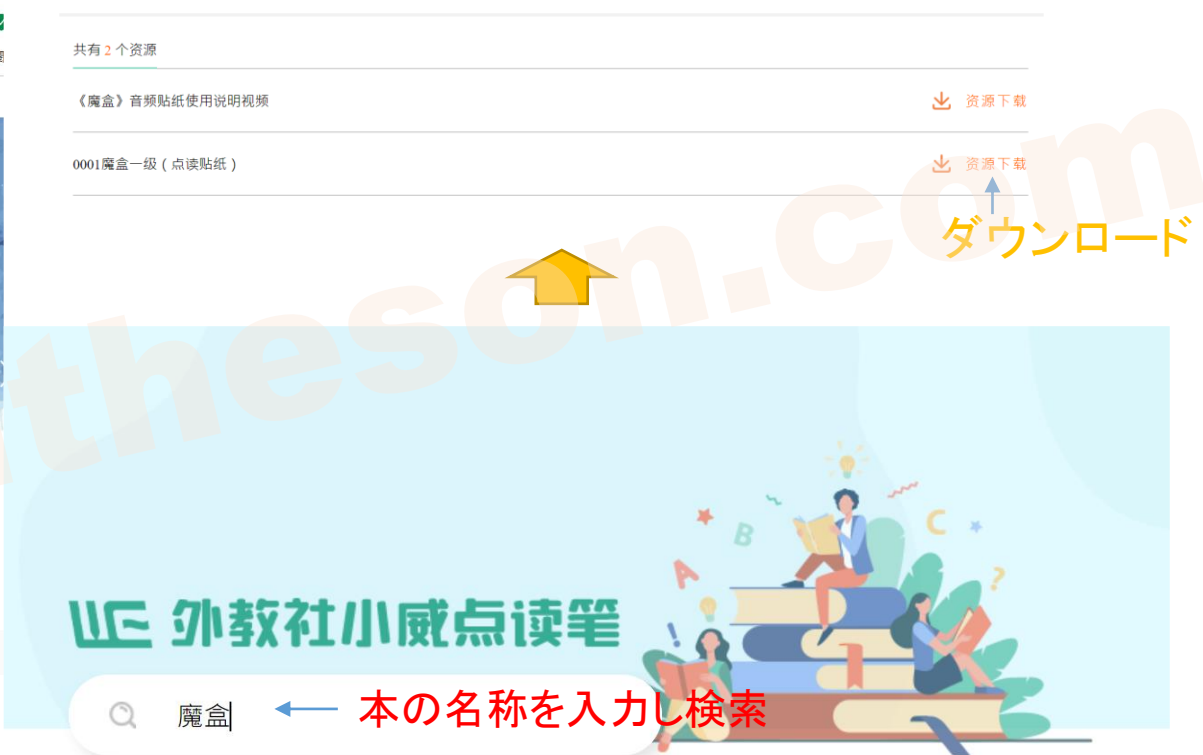 共有 2 个资源
《魔盒》音频贴纸使用说明视频
资源下载
0001魔盒一级（点读贴纸）
资源下载
ダウンロード
A
B
C
?
!
WE 外教社小威点读笔
魔盒
本の名称を入力し検索
theson.com